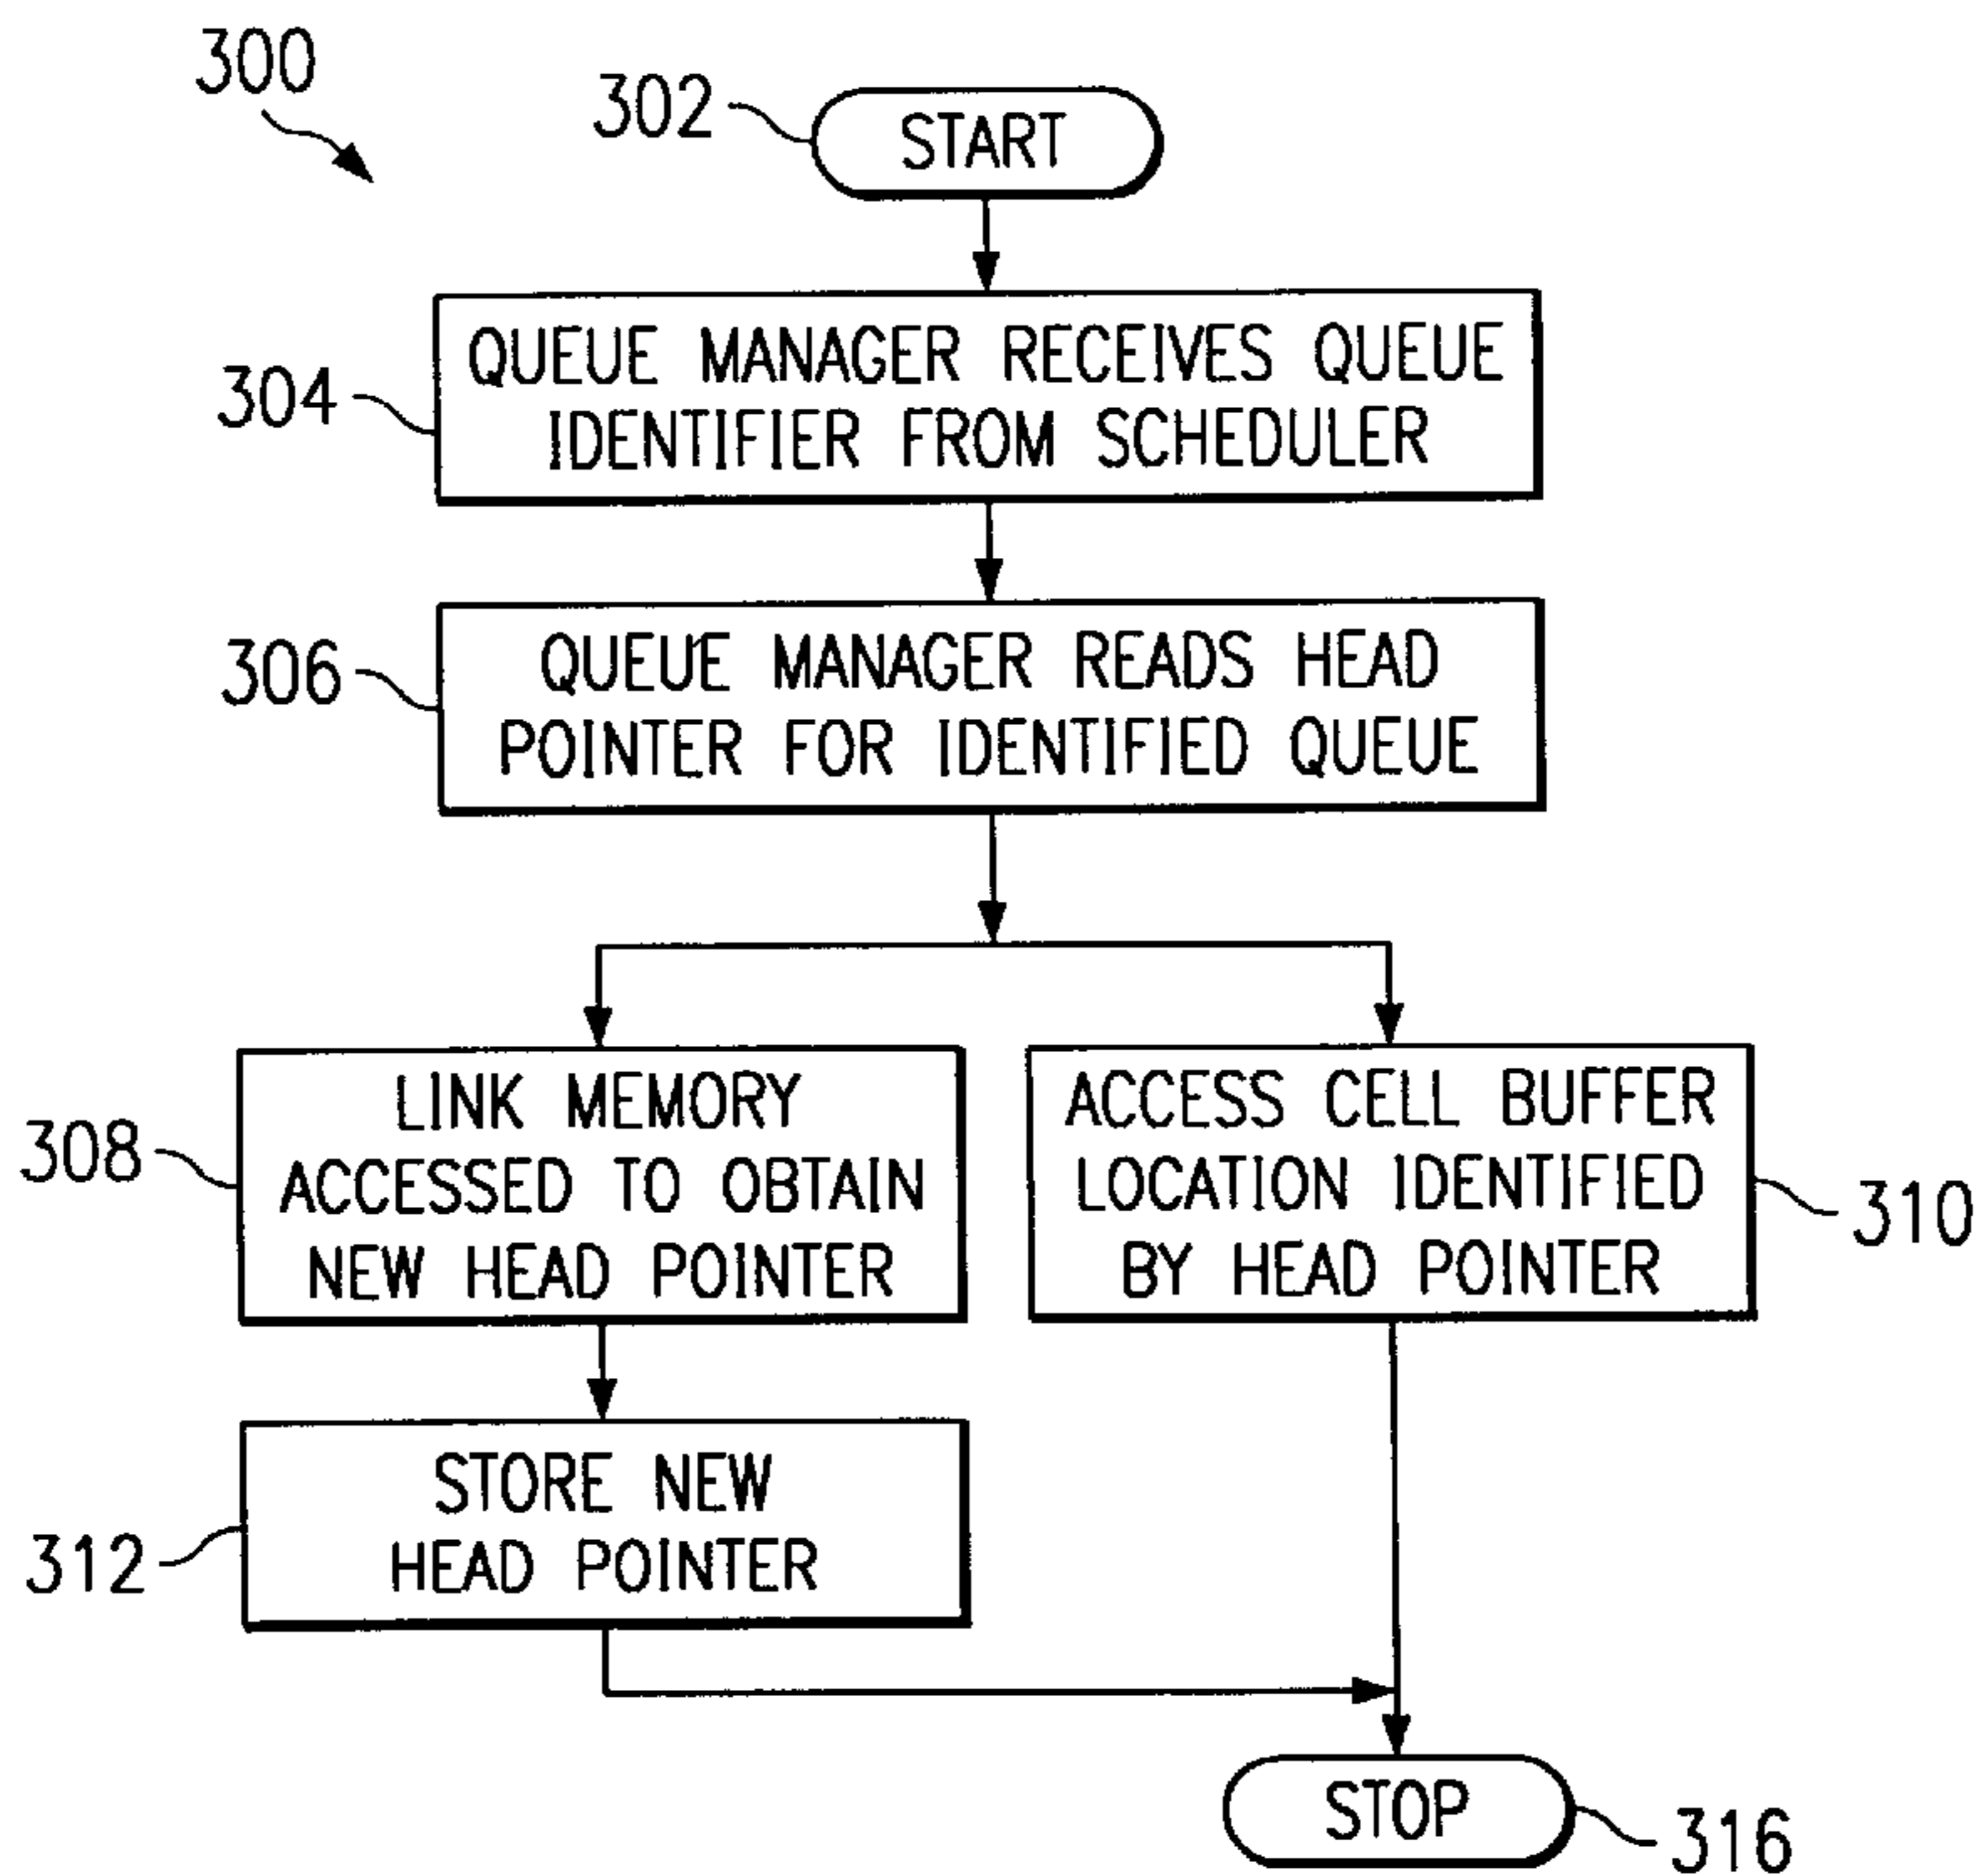 300
302
START
304
QUEUE MANAGER RECEIVES QUEUE
IDENTIFIER FROM SCHEDULER
306
QUEUE MANAGER READS HEAD
POINTER FOR IDENTIFIED QUEUE
308
LINK MEMORY
ACCESSED TO OBTAIN
NEW HEAD POINTER
ACCESS CELL BUFFER
LOCATION IDENTIFIED
BY HEAD POINTER
310
312
STORE NEW
HEAD POINTER
STOP
316